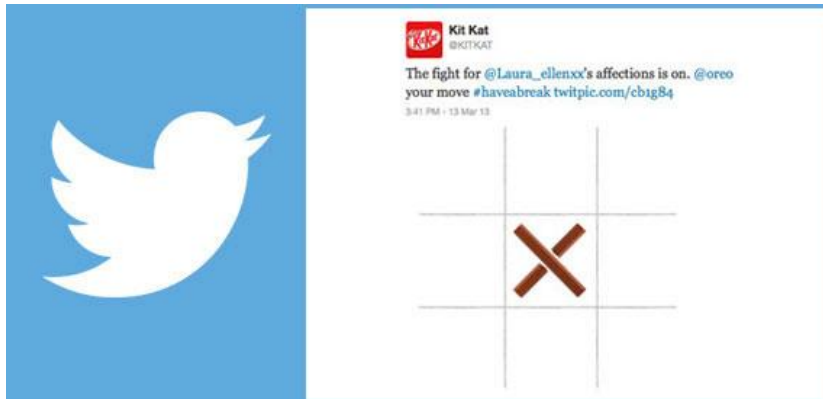 KitKat
Kit Kat
@KITKAT
The fight for @Laura_ellenxx's affections is on. @oreo
your move #haveabreak twitpic.com/cb1g84
3:41 PM - 13 Mar 13